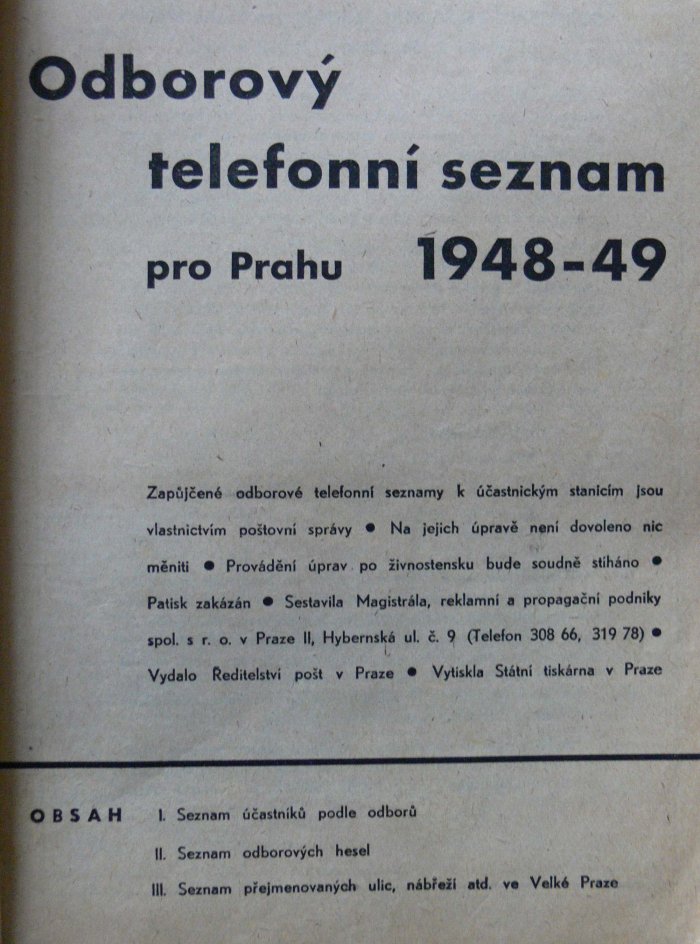 Odborový
telefonní seznam
pro Prahu 1948-49
Zapůjčené odborové telefonní seznamy k účastnickým stanicím jsou
vlastnictvím poštovní správy ● Na jejich úpravě není dovoleno nic
měniti ● Provádění úprav po živnostensku bude soudně stíháno ●
Patisk zakázán ● Sestavila Magistrála, reklamní a propagační podniky
spol. s r. o. v Praze II, Hybernská ul. č. 9 (Telefon 308 66, 319 78) ●
Vydalo Ředitelství pošt v Praze ● Vytiskla Státní tiskárna v Praze
OBSAH I. Seznam účastníků podle odborů
II. Seznam odborových hesel
III. Seznam přejmenovaných ulic, nábřeží atd. ve Velké Praze